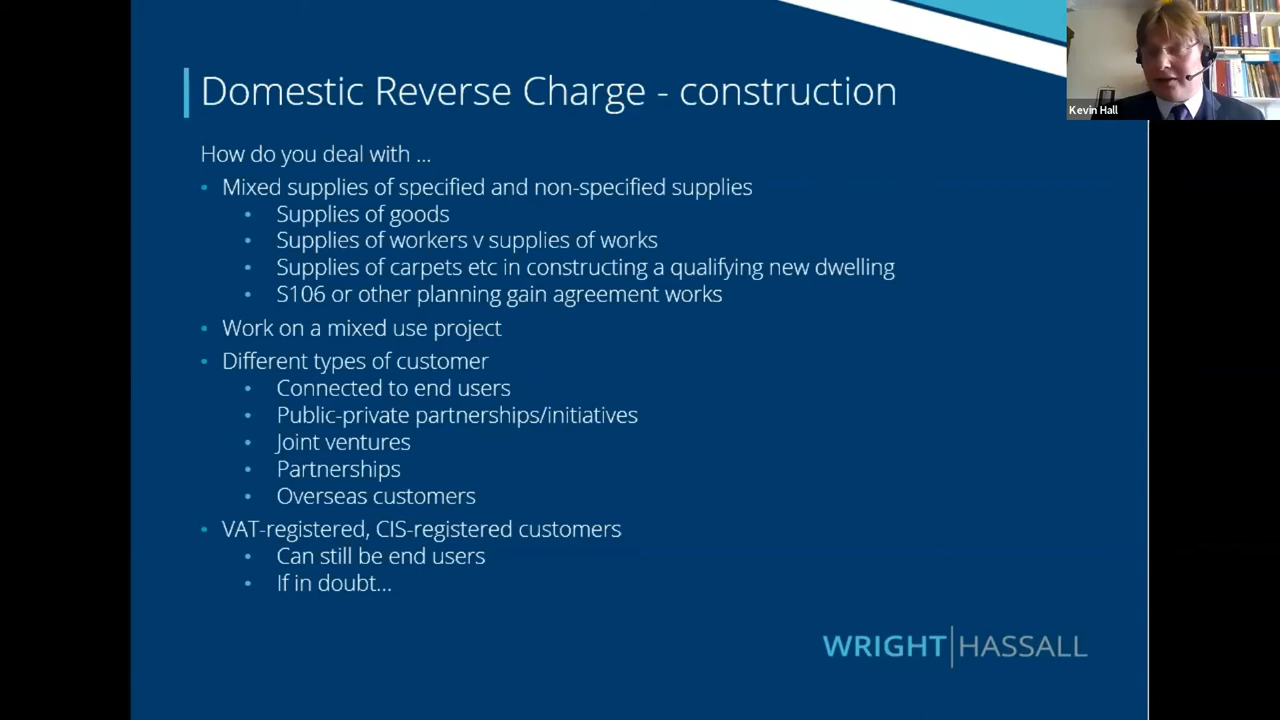 Domestic Reverse Charge - construction
Kevin Hall
How do you deal with ...
• Mixed supplies of specified and non-specified supplies
• Supplies of goods
• Supplies of workers v supplies of works
• Supplies of carpets etc in constructing a qualifying new dwelling
• S106 or other planning gain agreement works
• Work on a mixed use project
• Different types of customer
• Connected to end users
• Public-private partnerships/initiatives
• Joint ventures
• Partnerships
• Overseas customers
• VAT-registered, CIS-registered customers
• Can still be end users
• If in doubt...
WRIGHT|HASSALL